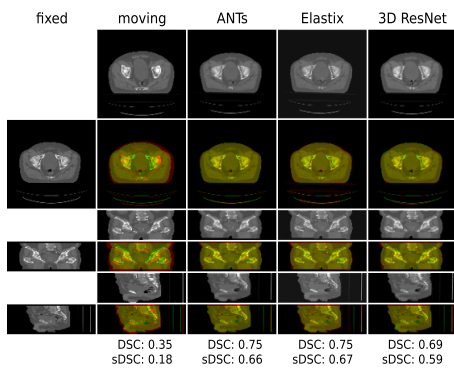 fixed moving ANTs Elastix 3D ResNet
DSC: 0.35 DSC: 0.75 DSC: 0.75 DSC: 0.69
sDSC: 0.18 sDSC: 0.66 sDSC: 0.67 sDSC: 0.59